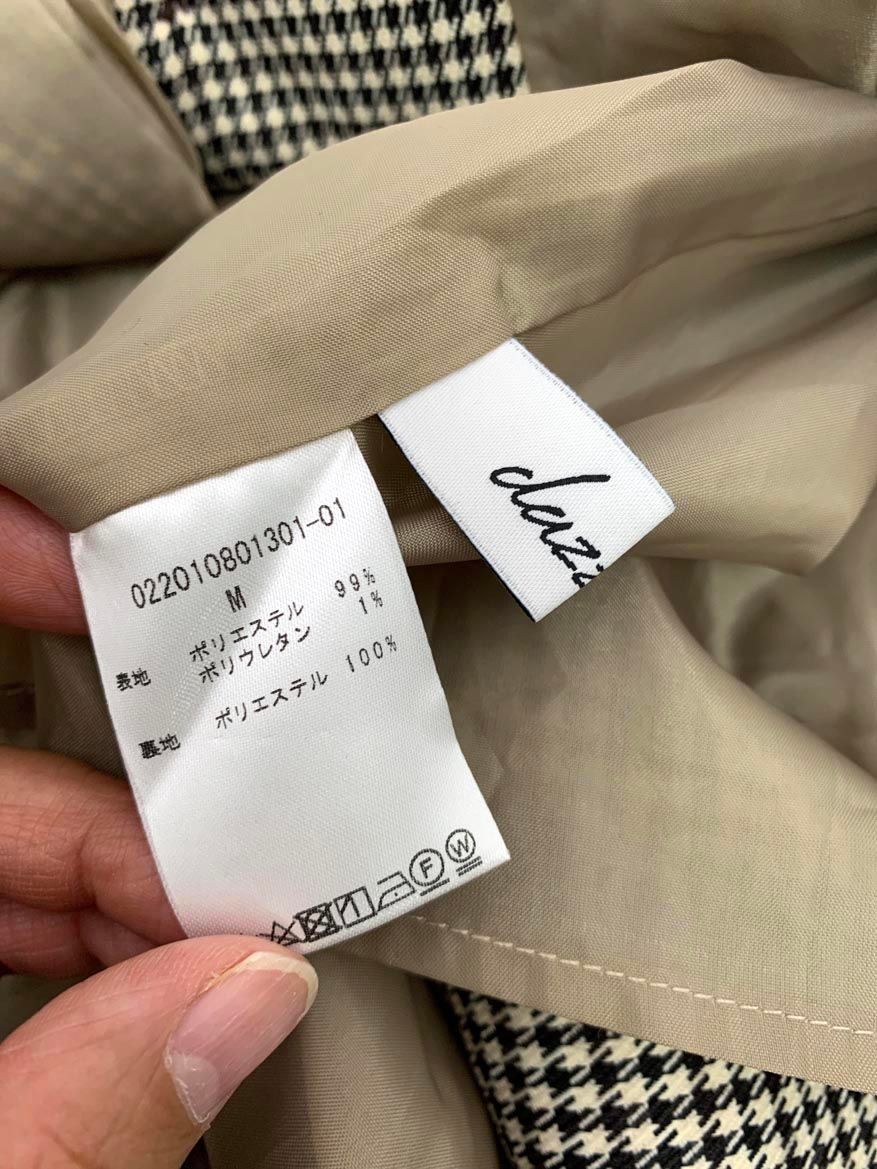 022010801301-01
M
表地 ポリエステル 99%
ポリウレタン 1%
裏地 ポリエステル 100%
F W
dazz